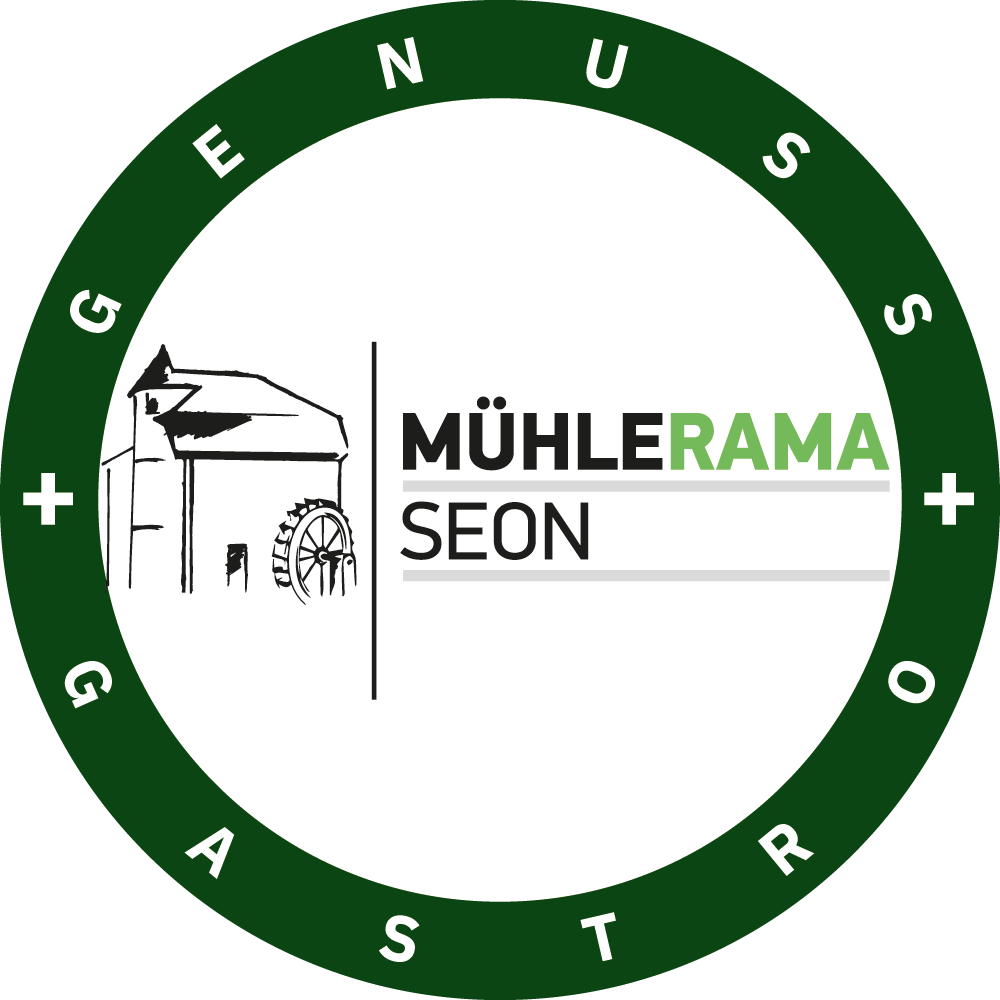 GENUSS
MÜHLERAMA
SEON
+ GASTRO +